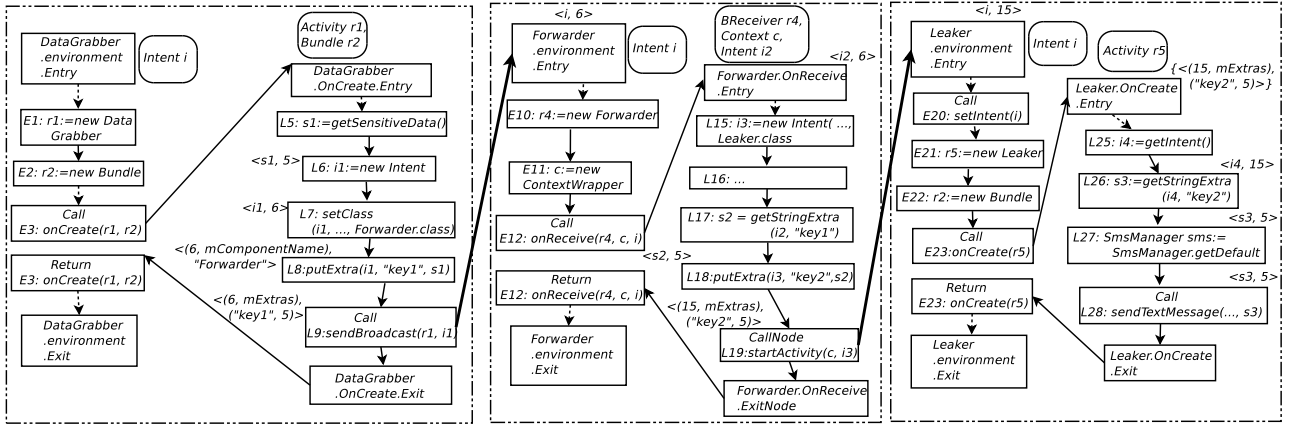 DataGrabber
.environment
.Entry
Intent i
E1: r1:=new Data
Grabber
E2: r2:=new Bundle
Call
E3: onCreate(r1, r2)
Return
E3: onCreate(r1, r2)
DataGrabber
.environment
.Exit
Activity r1,
Bundle r2
DataGrabber
.OnCreate.Entry
L5: s1:=getSensitiveData()
<s1, 5>
L6: i1:=new Intent
<i1, 6>
L7: setClass
(i1, ..., Forwarder.class)
<(6, mComponentName),
"Forwarder">
L8:putExtra(i1, "key1", s1)
<(6, mExtras),
("key1", 5)>
Call
L9:sendBroadcast(r1, i1)
DataGrabber
.OnCreate.Exit
<i, 6>
Forwarder
.environment
.Entry
Intent i
E10: r4:=new Forwarder
E11: c:=new
ContextWrapper
Call
E12: onReceive(r4, c, i)
Return
E12: onReceive(r4, c, i)
Forwarder
.environment
.Exit
BReceiver r4,
Context c,
Intent i2
<i2, 6>
Forwarder.OnReceive
.Entry
L15: i3:=new Intent( ...,
Leaker.class
L16: ...
L17: s2 = getStringExtra
(i2, "key1")
<s2, 5>
L18:putExtra(i3, "key2",s2)
<(15, mExtras),
("key2", 5)>
CallNode
L19:startActivity(c, i3)
Forwarder.OnReceive
.ExitNode
<i, 15>
Leaker
.environment
.Entry
Intent i
Call
E20: setIntent(i)
E21: r5:=new Leaker
E22: r2:=new Bundle
Call
E23:onCreate(r5)
Return
E23: onCreate(r5)
Leaker
.environment
.Exit
Activity r5
{<(15, mExtras),
("key2", 5)>}
Leaker.OnCreate
.Entry
L25: i4:=getIntent()
<i4, 15>
L26: s3:=getStringExtra
(i4, "key2")
<s3, 5>
L27: SmsManager sms:=
SmsManager.getDefault
<s3, 5>
Call
L28: sendTextMessage(..., s3)
Leaker.OnCreate
.Exit